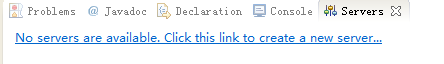 Problems @ Javadoc Declaration Console Servers
No servers are available. Click this link to create a new server...